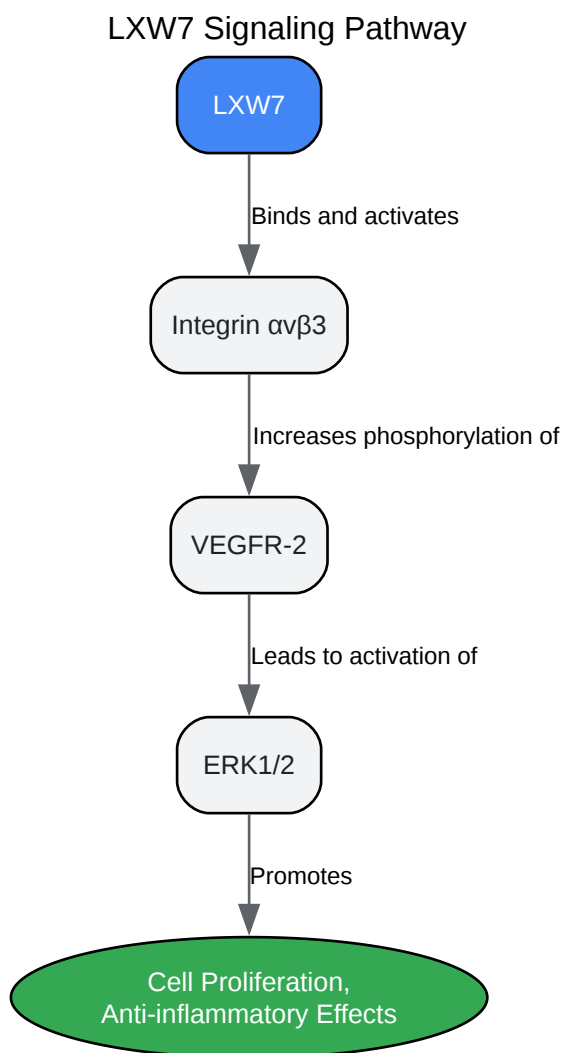 LXW7 Signaling Pathway
LXW7
Binds and activates
Integrin αvβ3
Increases phosphorylation of
VEGFR-2
Leads to activation of
ERK1/2
Promotes
Cell Proliferation,
Anti-inflammatory Effects